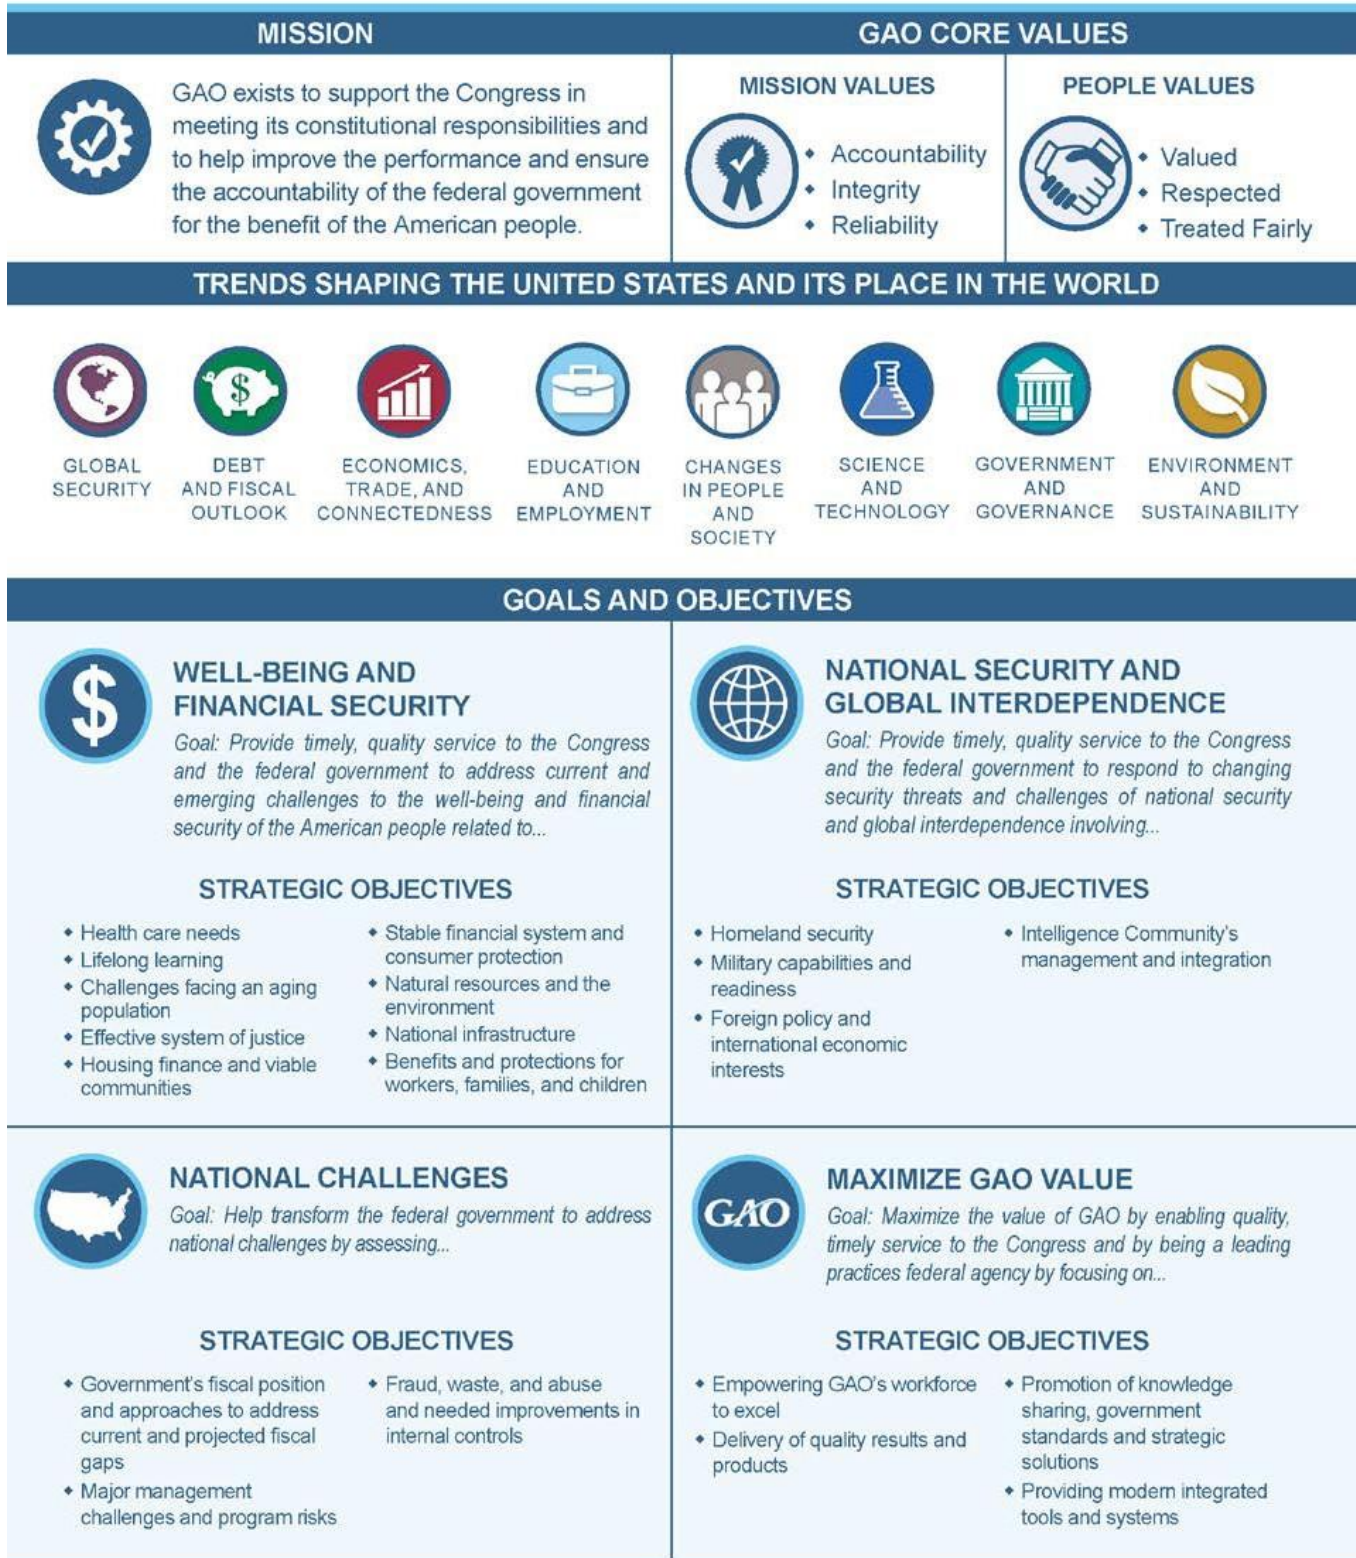 MISSION
GAO exists to support the Congress in
meeting its constitutional responsibilities and
to help improve the performance and ensure
the accountability of the federal government
for the benefit of the American people.
GAO CORE VALUES
MISSION VALUES
• Accountability
• Integrity
• Reliability
PEOPLE VALUES
• Valued
• Respected
• Treated Fairly
TRENDS SHAPING THE UNITED STATES AND ITS PLACE IN THE WORLD
$
GLOBAL
SECURITY
DEBT
AND FISCAL
OUTLOOK
ECONOMICS,
TRADE, AND
CONNECTEDNESS
EDUCATION
AND
EMPLOYMENT
CHANGES
IN PEOPLE
AND
SOCIETY
SCIENCE
AND
TECHNOLOGY
GOVERNMENT
AND
GOVERNANCE
ENVIRONMENT
AND
SUSTAINABILITY
GOALS AND OBJECTIVES
$
WELL-BEING AND
FINANCIAL SECURITY
Goal: Provide timely, quality service to the Congress
and the federal government to address current and
emerging challenges to the well-being and financial
security of the American people related to...
STRATEGIC OBJECTIVES
• Health care needs
• Lifelong learning
• Challenges facing an aging
population
• Effective system of justice
• Housing finance and viable
communities
• Stable financial system and
consumer protection
• Natural resources and the
environment
• National infrastructure
• Benefits and protections for
workers, families, and children
NATIONAL SECURITY AND
GLOBAL INTERDEPENDENCE
Goal: Provide timely, quality service to the Congress
and the federal government to respond to changing
security threats and challenges of national security
and global interdependence involving...
STRATEGIC OBJECTIVES
• Homeland security
• Military capabilities and
readiness
• Foreign policy and
international economic
interests
• Intelligence Community's
management and integration
NATIONAL CHALLENGES
Goal: Help transform the federal government to address
national challenges by assessing...
STRATEGIC OBJECTIVES
• Government's fiscal position
and approaches to address
current and projected fiscal
gaps
• Major management
challenges and program risks
• Fraud, waste, and abuse
and needed improvements in
internal controls
GAO
MAXIMIZE GAO VALUE
Goal: Maximize the value of GAO by enabling quality,
timely service to the Congress and by being a leading
practices federal agency by focusing on...
STRATEGIC OBJECTIVES
• Empowering GAO's workforce
to excel
• Delivery of quality results and
products
• Promotion of knowledge
sharing, government
standards and strategic
solutions
• Providing modern integrated
tools and systems